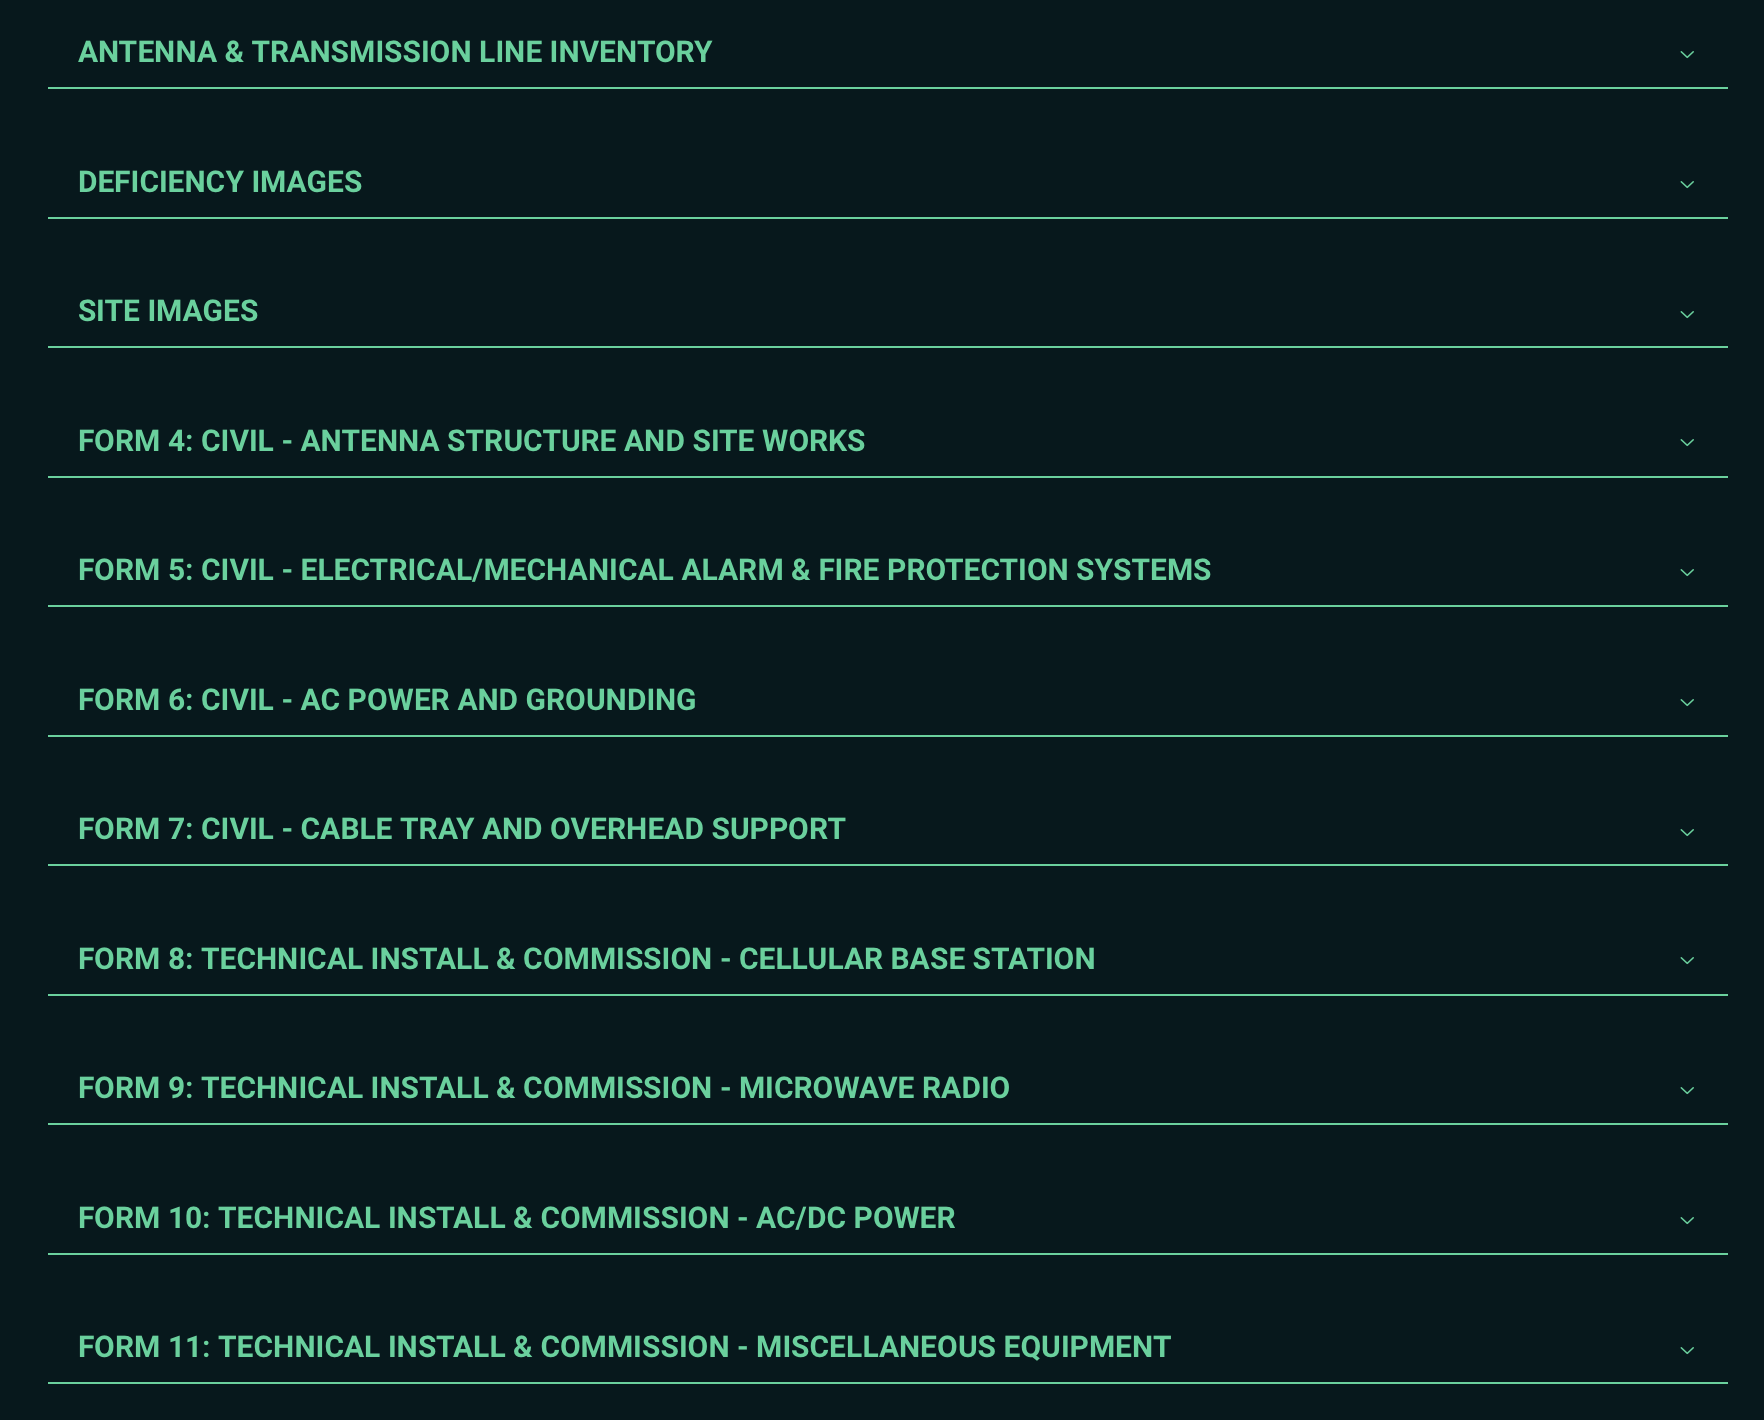 ANTENNA & TRANSMISSION LINE INVENTORY
DEFICIENCY IMAGES
SITE IMAGES
FORM 4: CIVIL - ANTENNA STRUCTURE AND SITE WORKS
FORM 5: CIVIL - ELECTRICAL/MECHANICAL ALARM & FIRE PROTECTION SYSTEMS
FORM 6: CIVIL - AC POWER AND GROUNDING
FORM 7: CIVIL - CABLE TRAY AND OVERHEAD SUPPORT
FORM 8: TECHNICAL INSTALL & COMMISSION - CELLULAR BASE STATION
FORM 9: TECHNICAL INSTALL & COMMISSION - MICROWAVE RADIO
FORM 10: TECHNICAL INSTALL & COMMISSION - AC/DC POWER
FORM 11: TECHNICAL INSTALL & COMMISSION - MISCELLANEOUS EQUIPMENT